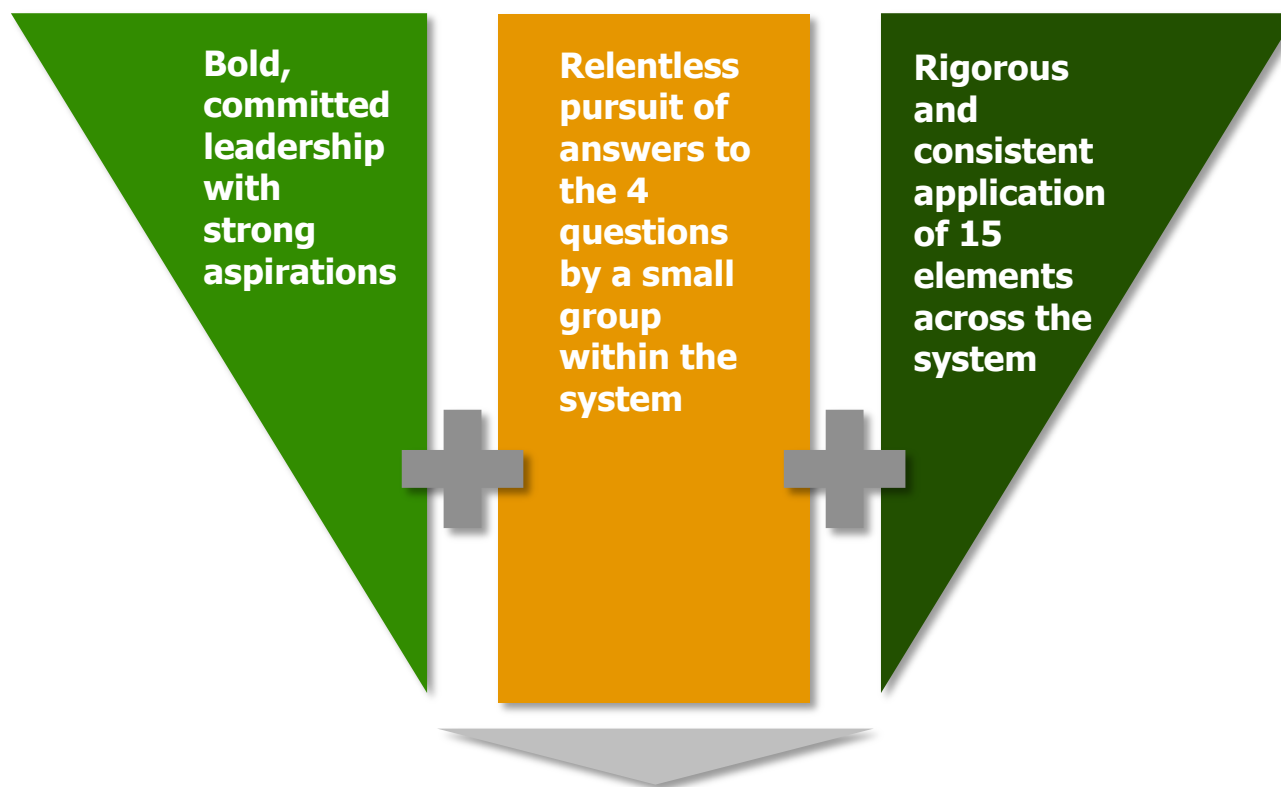 Bold,
committed
leadership
with
strong
aspirations
Relentless
pursuit of
answers to
the 4
questions
by a small
group
within the
system
Rigorous
and
consistent
application
of 15
elements
across the
system